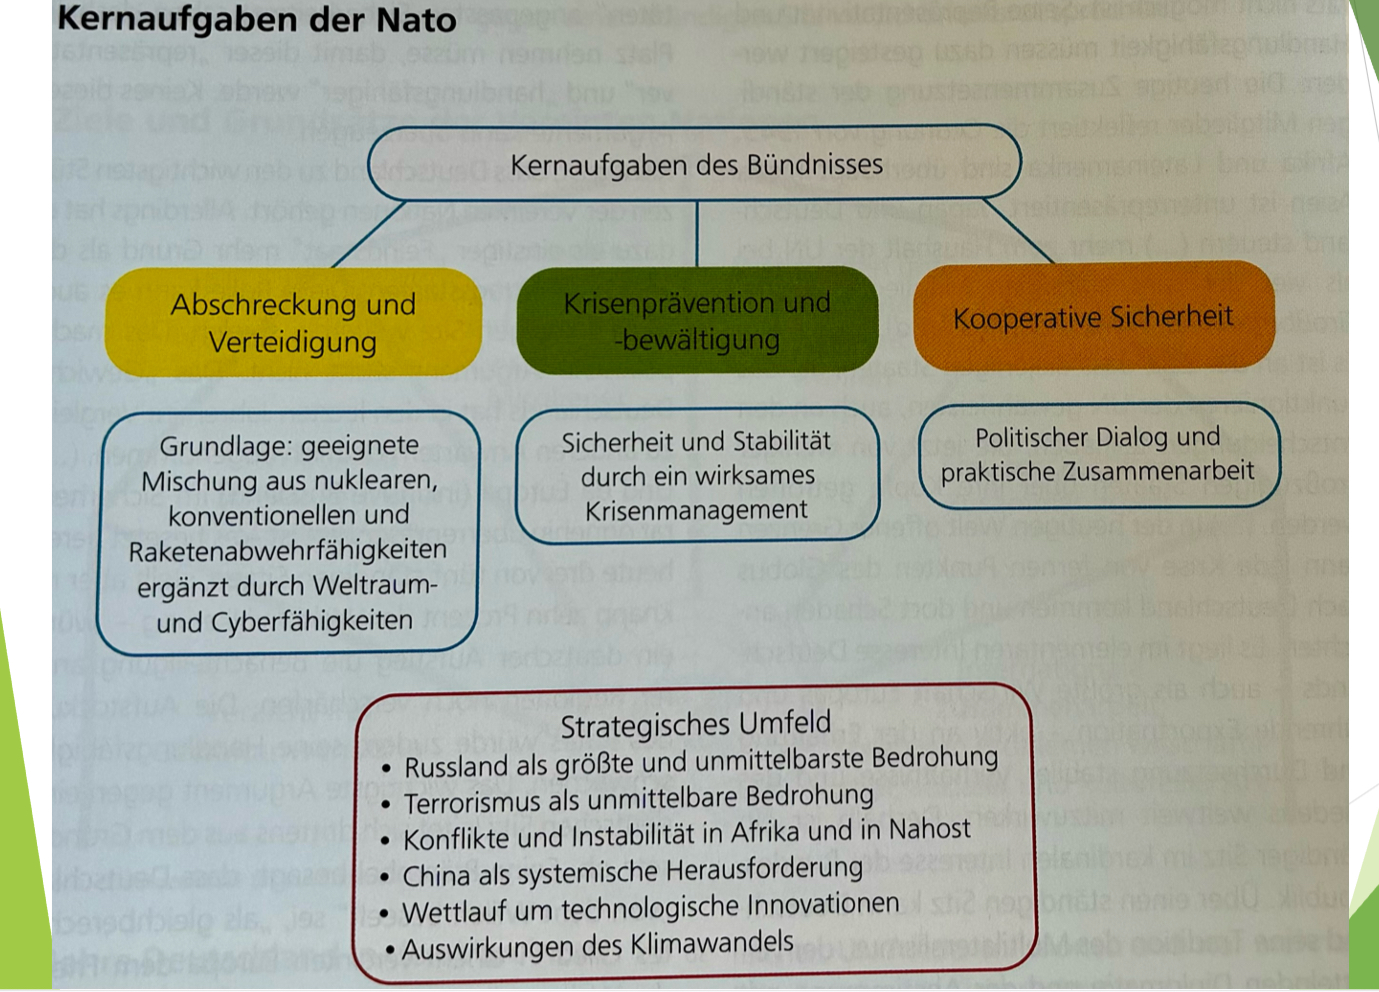 Kernaufgaben der Nato
Kernaufgaben des Bündnisses
Abschreckung und
Verteidigung
Krisenprävention und
-bewältigung
Kooperative Sicherheit
Grundlage: geeignete
Mischung aus nuklearen,
konventionellen und
Raketenabwehrfähigkeiten
ergänzt durch Weltraum-
und Cyberfähigkeiten
Sicherheit und Stabilität
durch ein wirksames
Krisenmanagement
Politischer Dialog und
praktische Zusammenarbeit
Strategisches Umfeld
• Russland als größte und unmittelbarste Bedrohung
• Terrorismus als unmittelbare Bedrohung
• Konflikte und Instabilität in Afrika und in Nahost
• China als systemische Herausforderung
• Wettlauf um technologische Innovationen
• Auswirkungen des Klimawandels